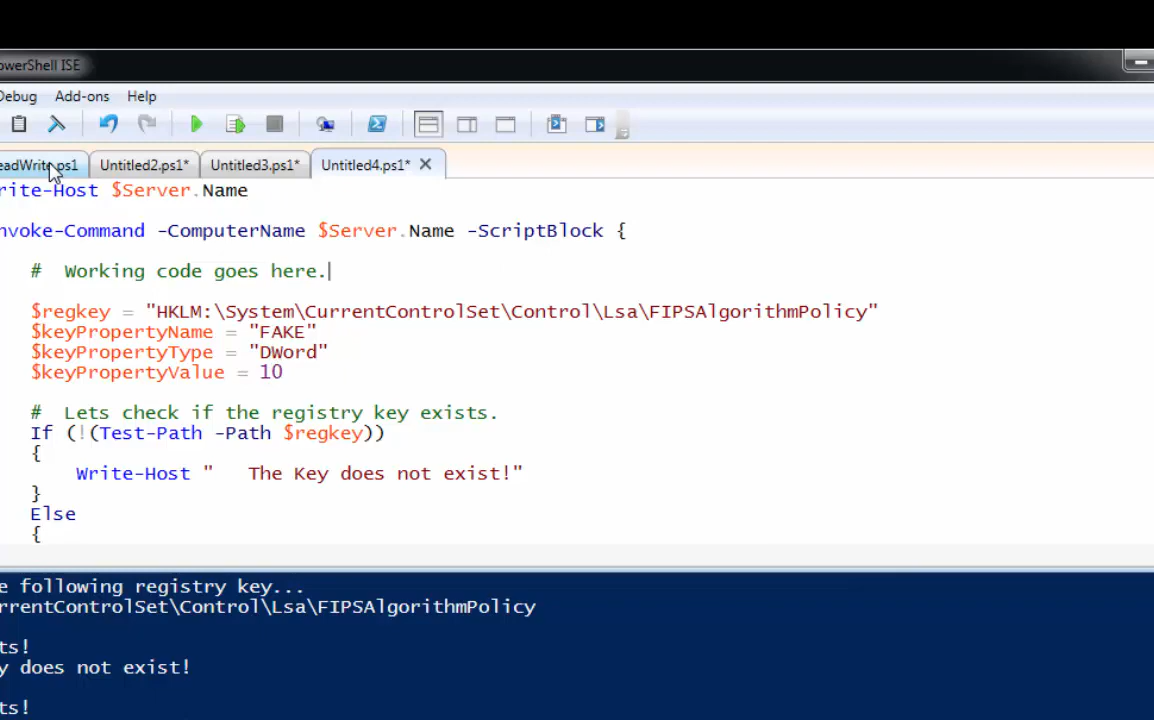 owerShell ISE
Debug Add-ons Help
eadWrite.ps1 Untitled2.ps1* Untitled3.ps1* Untitled4.ps1*
rite-Host $Server.Name
nvoke-Command -ComputerName $Server.Name -ScriptBlock {
# Working code goes here.
$regkey = "HKLM:\System\CurrentControlSet\Control\Lsa\FIPSAlgorithmPolicy"
$keyPropertyName = "FAKE"
$keyPropertyType = "DWord"
$keyPropertyValue = 10
# Lets check if the registry key exists.
If (!(Test-Path -Path $regkey))
{
Write-Host "   The Key does not exist!"
}
Else
{
e following registry key...
rrentControlSet\Control\Lsa\FIPSAlgorithmPolicy
ts!
y does not exist!
ts!